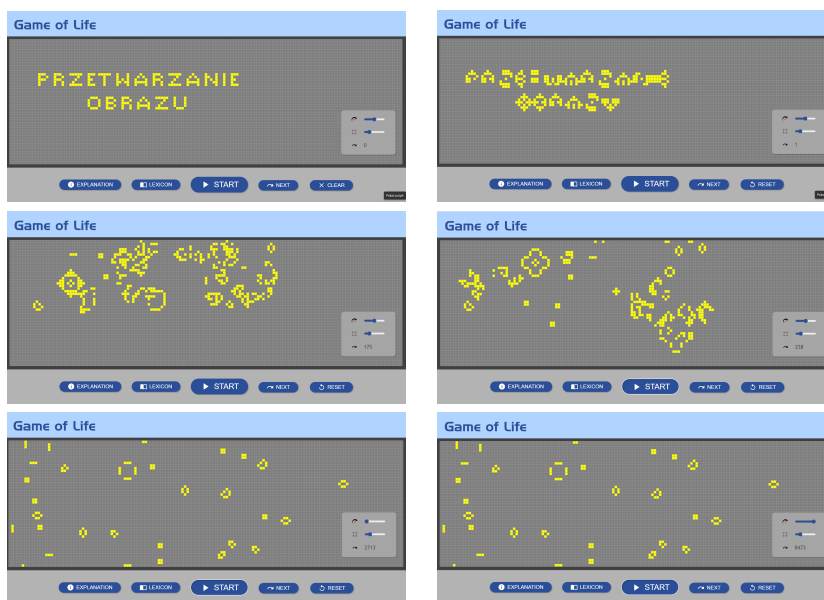 Game of Life
PRZETWARZANIE
OBRAZU
0
EXPLANATION
LEXICON
START
NEXT
CLEAR
Game of Life
1
EXPLANATION
LEXICON
START
NEXT
RESET
Game of Life
175
EXPLANATION
LEXICON
START
NEXT
RESET
Game of Life
238
EXPLANATION
LEXICON
START
NEXT
RESET
Game of Life
2713
EXPLANATION
LEXICON
START
NEXT
RESET
Game of Life
8473
EXPLANATION
LEXICON
START
NEXT
RESET